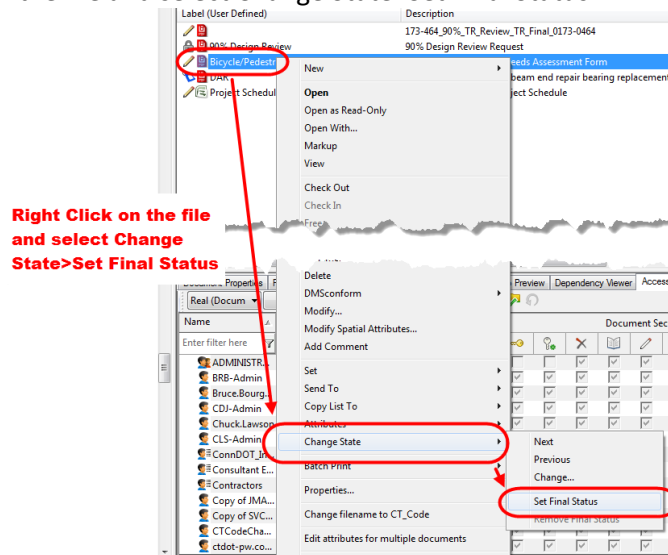 Label (User Defined) Description
173-464_90%_TR_Review_TR_Final_0173-0464
90% Design Review 90% Design Review Request
Bicycle/Pedestr eeds Assessment Form
DAR beam end repair bearing replacement
Project Schedul ject Schedule
New
Open
Open as Read-Only
Open With...
Markup
View
Check Out
Check In
Free
Right Click on the file
and select Change
State>Set Final Status
Delete
Document Properties Preview Dependency Viewer Access
Real (Docum DMSconform
Modify...
Name Modify Spatial Attributes... Document Sec
Enter filter here Add Comment
ADMINISTR...
BRB-Admin Set
Bruce.Bourg... Send To
CDJ-Admin Copy List To
Chuck.Lawson Attributes
CLS-Admin Change State Next
ConnDOT_In... Previous
Consultant E... Batch Print Change...
Contractors Properties...
Copy of JMA... Set Final Status
Copy of SVC... Change filename to CT_Code Remove Final Status
CTCodeCha...
ctdot-pw.co... Edit attributes for multiple documents